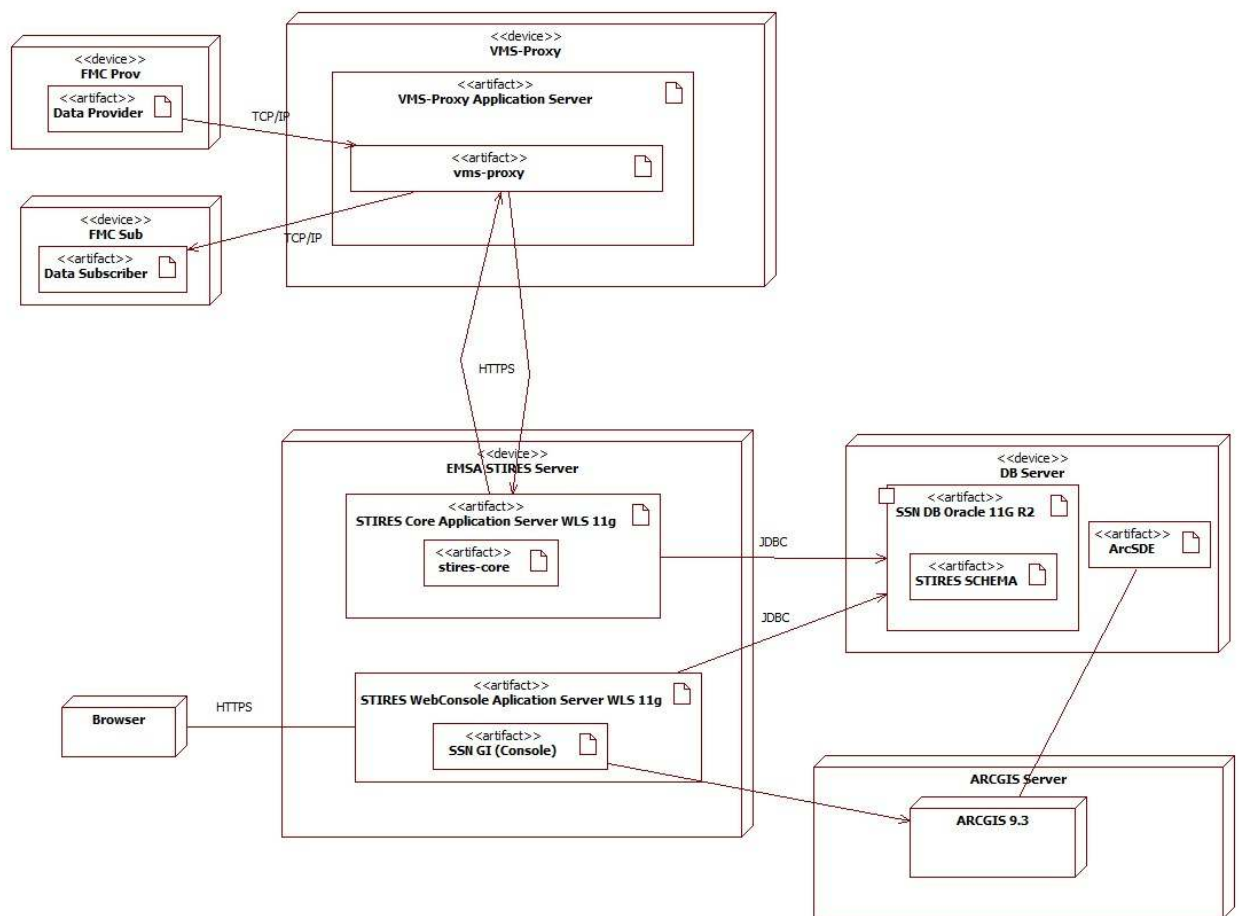 <<device>>
VMS-Proxy
<<artifact>>
VMS-Proxy Application Server
<<artifact>>
vms-proxy
<<device>>
FMC Prov
<<artifact>>
Data Provider
TCP/IP
<<device>>
FMC Sub
<<artifact>>
Data Subscriber
TCP/IP
HTTPS
<<device>>
EMSA STIRES Server
<<artifact>>
STIRES Core Application Server WLS 11g
<<artifact>>
stires-core
JDBC
<<device>>
DB Server
<<artifact>>
SSN DB Oracle 11G R2
<<artifact>>
STIRES SCHEMA
<<artifact>>
ArcSDE
JDBC
<<artifact>>
STIRES WebConsole Aplication Server WLS 11g
<<artifact>>
SSN GI (Console)
Browser
HTTPS
ARCGIS Server
ARCGIS 9.3